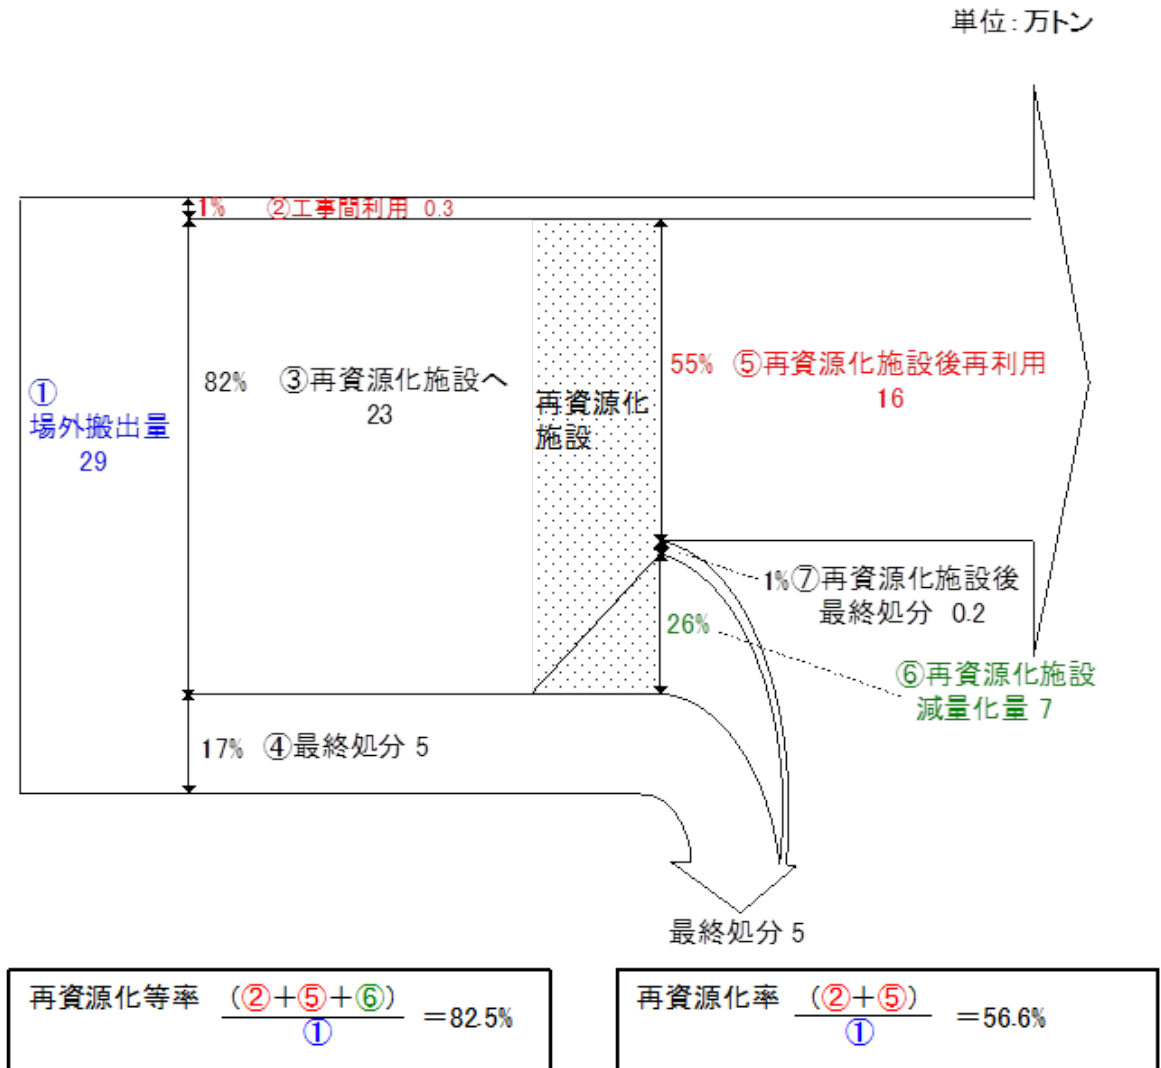 単位:万トン
1% ②工事間利用 0.3
①
場外搬出量
29
82% ③再資源化施設へ
23
再資源化
施設
55% ⑤再資源化施設後再利用
16
1%⑦再資源化施設後
最終処分 0.2
26%
⑥再資源化施設
減量化量 7
17% ④最終処分 5
最終処分 5
再資源化等率 (②+⑤+⑥)
① =82.5%
再資源化率 (②+⑤)
① =56.6%